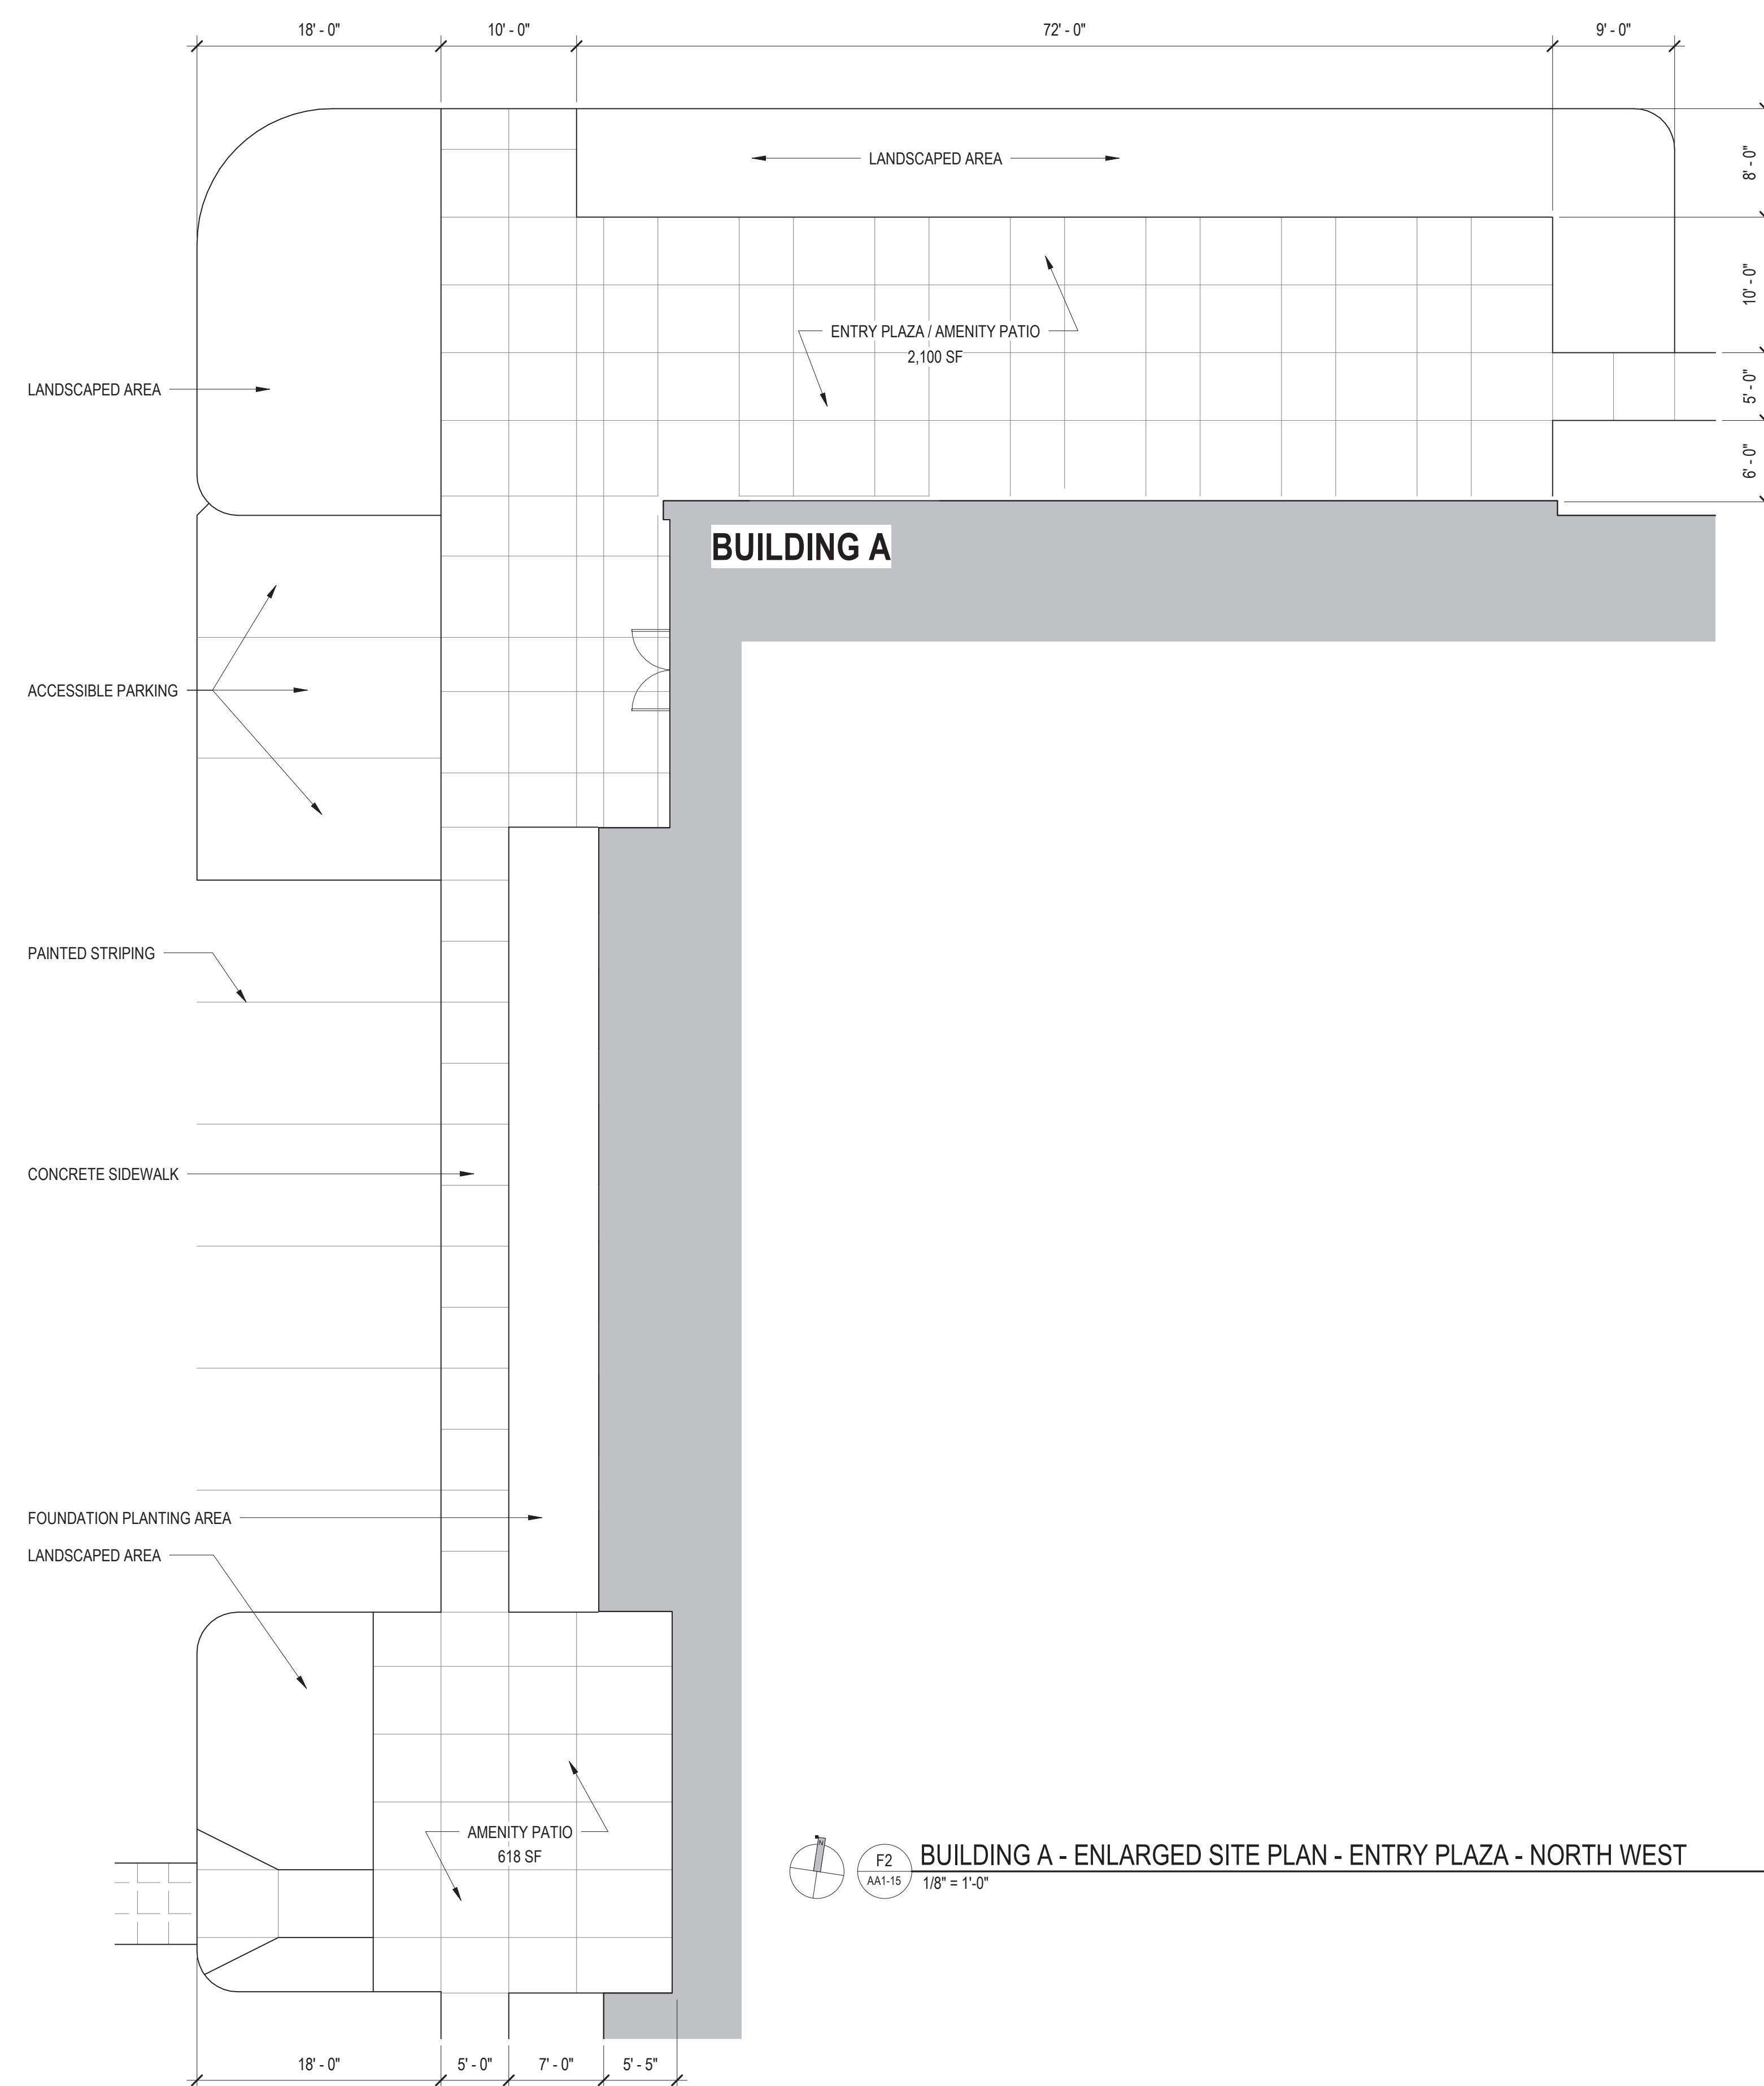 18' - 0"
10' - 0"
72' - 0"
9' - 0"
LANDSCAPED AREA
8' - 0"
10' - 0"
ENTRY PLAZA / AMENITY PATIO
2,100 SF
LANDSCAPED AREA
5' - 0"
6' - 0"
BUILDING A
ACCESSIBLE PARKING
PAINTED STRIPING
CONCRETE SIDEWALK
FOUNDATION PLANTING AREA
LANDSCAPED AREA
AMENITY PATIO
618 SF
N
F2
AA1-15
BUILDING A - ENLARGED SITE PLAN - ENTRY PLAZA - NORTH WEST
1/8" = 1'-0"
18' - 0"
5' - 0"
7' - 0"
5' - 5"